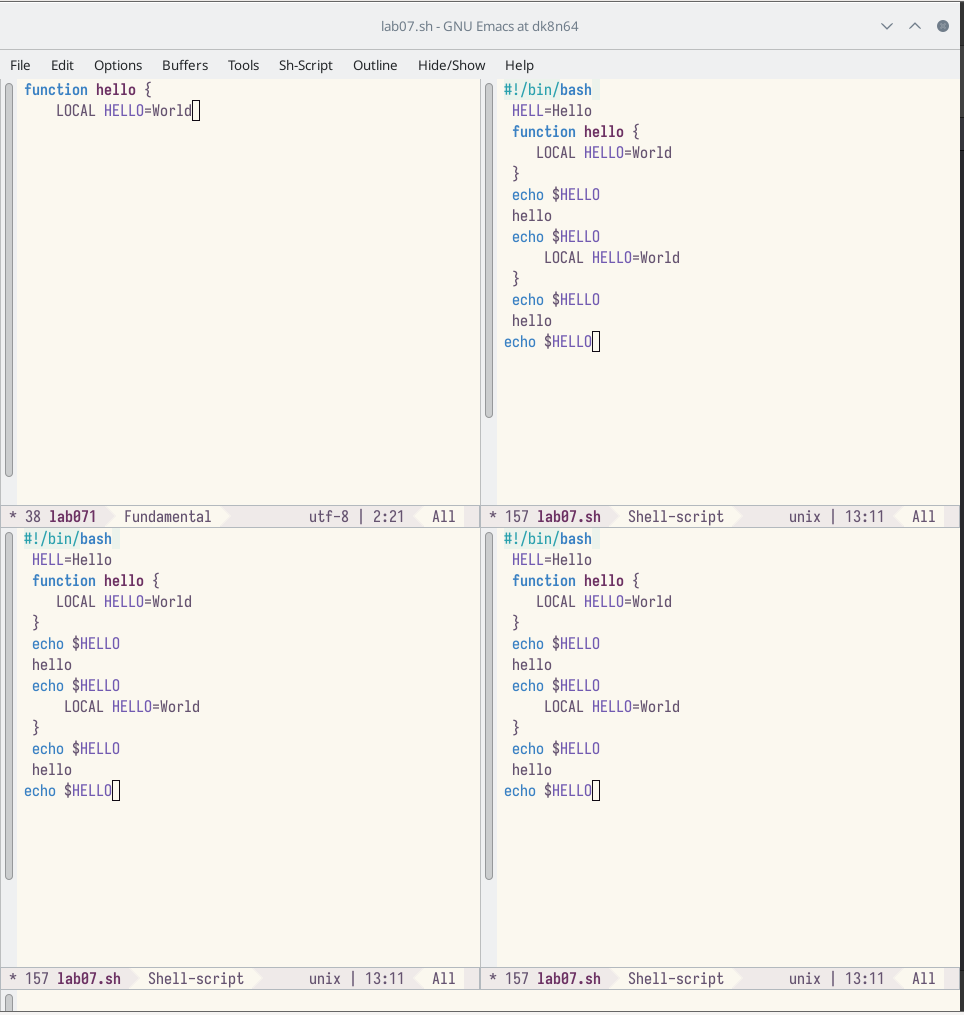 lab07.sh - GNU Emacs at dk8n64
File Edit Options Buffers Tools Sh-Script Outline Hide/Show Help
function hello {
    LOCAL HELLO=World
* 38 lab071 Fundamental utf-8 | 2:21 All
#!/bin/bash
 HELL=Hello
 function hello {
    LOCAL HELLO=World
 }
 echo $HELLO
 hello
 echo $HELLO
     LOCAL HELLO=World
 }
 echo $HELLO
 hello
echo $HELLO
* 157 lab07.sh Shell-script unix | 13:11 All
#!/bin/bash
 HELL=Hello
 function hello {
    LOCAL HELLO=World
 }
 echo $HELLO
 hello
 echo $HELLO
     LOCAL HELLO=World
 }
 echo $HELLO
 hello
echo $HELLO
* 157 lab07.sh Shell-script unix | 13:11 All
#!/bin/bash
 HELL=Hello
 function hello {
    LOCAL HELLO=World
 }
 echo $HELLO
 hello
 echo $HELLO
     LOCAL HELLO=World
 }
 echo $HELLO
 hello
echo $HELLO
* 157 lab07.sh Shell-script unix | 13:11 All